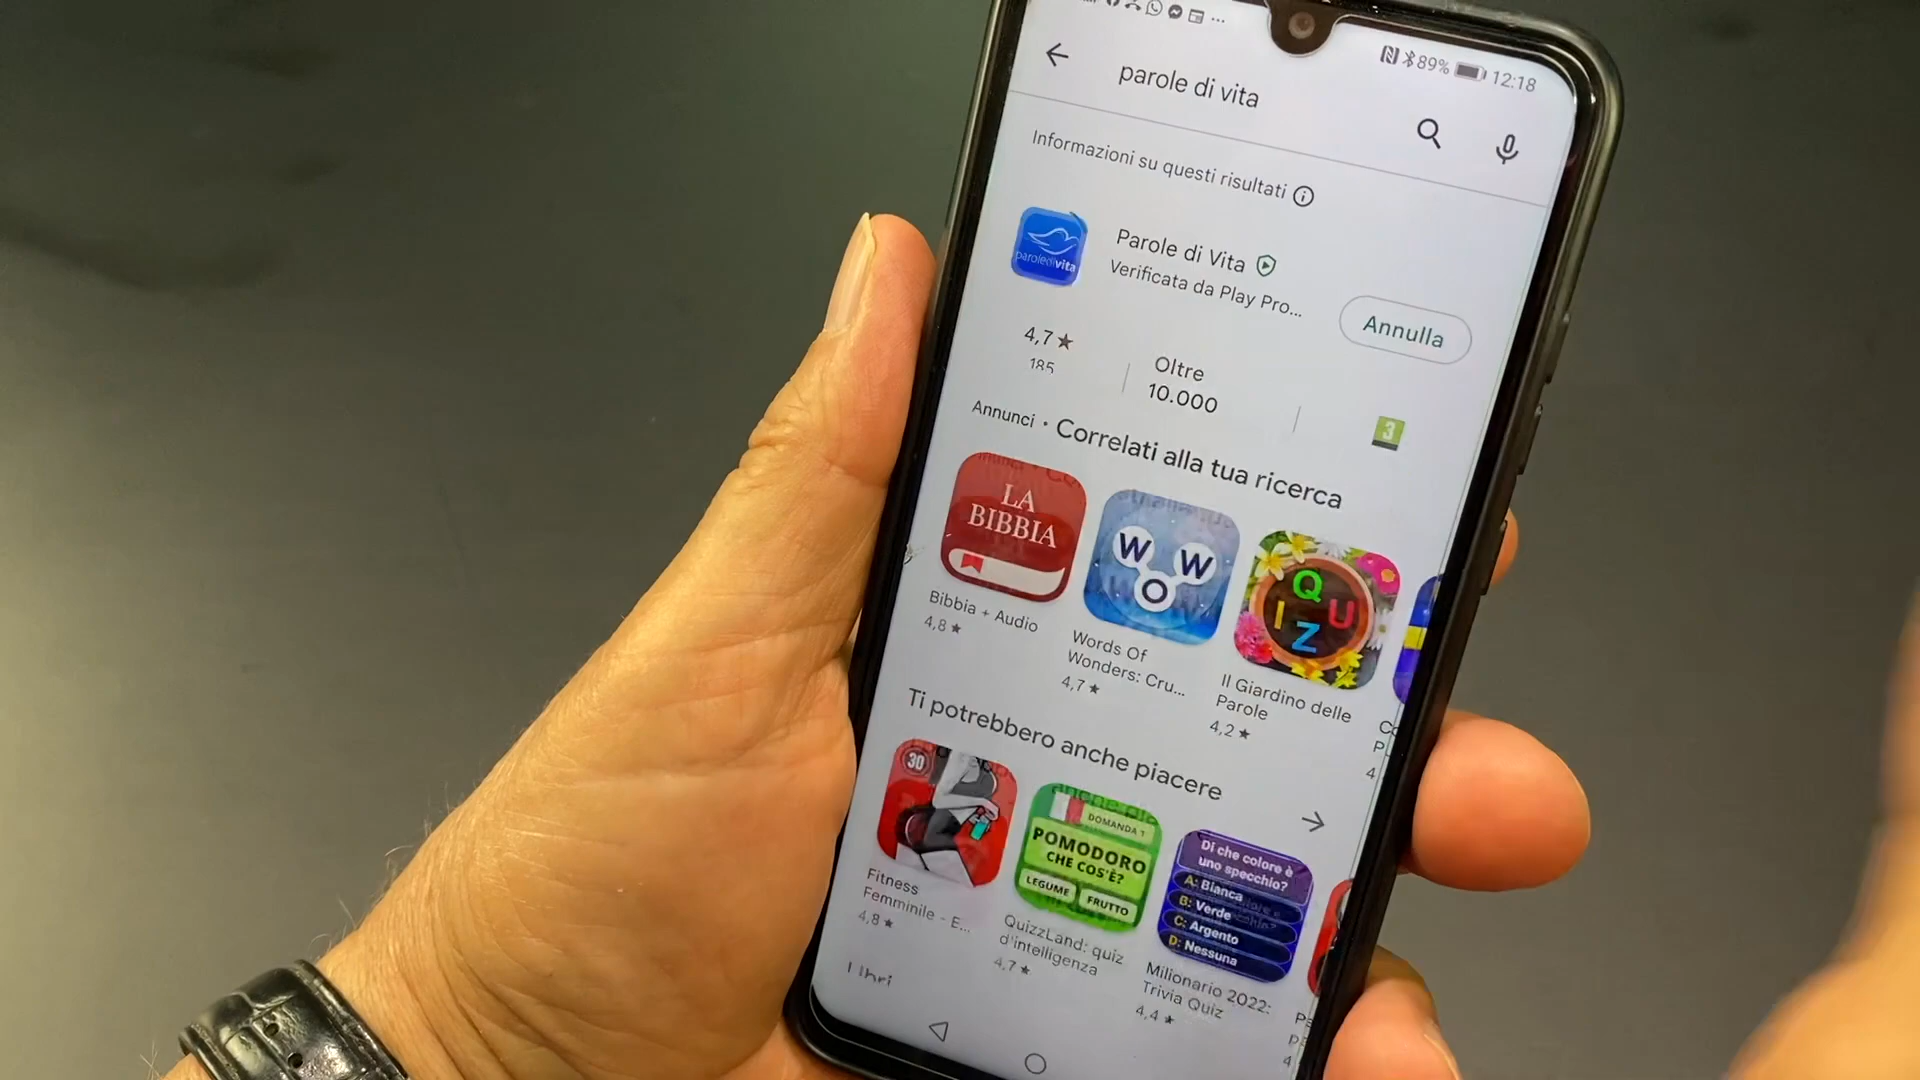 89% 12:18
parole di vita
Informazioni su questi risultati
paroledivita
Parole di Vita
Verificata da Play Pro...
Annulla
4,7★
185
Oltre
10.000
3
Annunci · Correlati alla tua ricerca
LA
BIBBIA
W W
O
Q U
I Z
Bibbia + Audio
4,8★
Words Of
Wonders: Cru...
4,7★
Il Giardino delle
Parole
4,2★
Ti potrebbero anche piacere
30
DOMANDA 1
POMODORO
CHE COS'È?
LEGUME FRUTTO
Di che colore è
uno specchio?
A: Bianca
B: Verde
C: Argento
D: Nessuna
Fitness
Femminile - E...
4,8★
QuizzLand: quiz
d'intelligenza
4,7★
Milionario 2022:
Trivia Quiz
4,4★